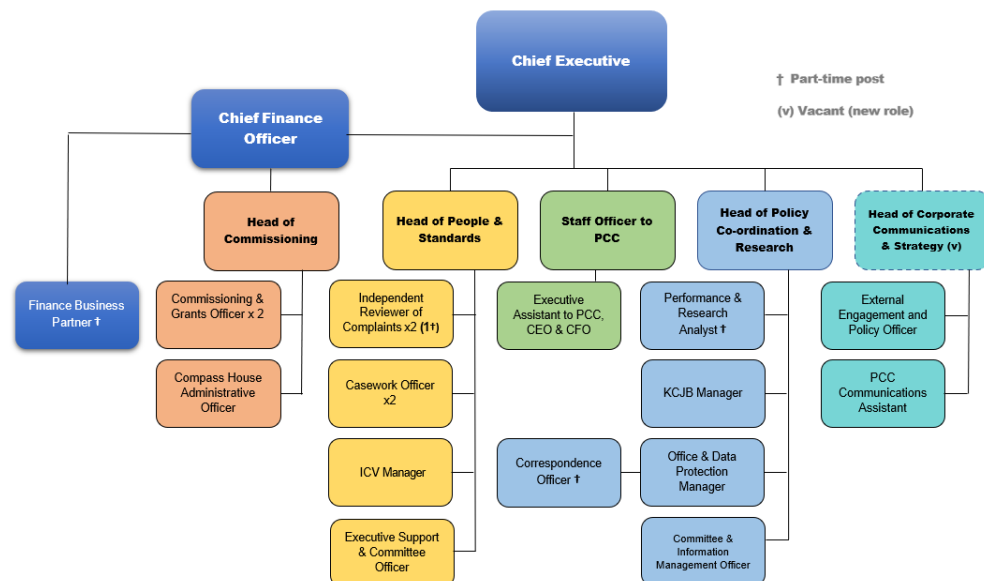 Chief Executive
† Part-time post
(v) Vacant (new role)
Chief Finance
Officer
Head of
Commissioning
Head of People &
Standards
Staff Officer to
PCC
Head of Policy
Co-ordination &
Research
Head of Corporate
Communications
& Strategy (v)
Finance Business
Partner †
Commissioning &
Grants Officer x 2
Independent
Reviewer of
Complaints x2 (1†)
Executive
Assistant to PCC,
CEO & CFO
Performance &
Research
Analyst †
External
Engagement and
Policy Officer
Compass House
Administrative
Officer
Casework Officer
x2
KCJB Manager
PCC
Communications
Assistant
ICV Manager
Correspondence
Officer †
Office & Data
Protection
Manager
Executive Support
& Committee
Officer
Committee &
Information
Management Officer